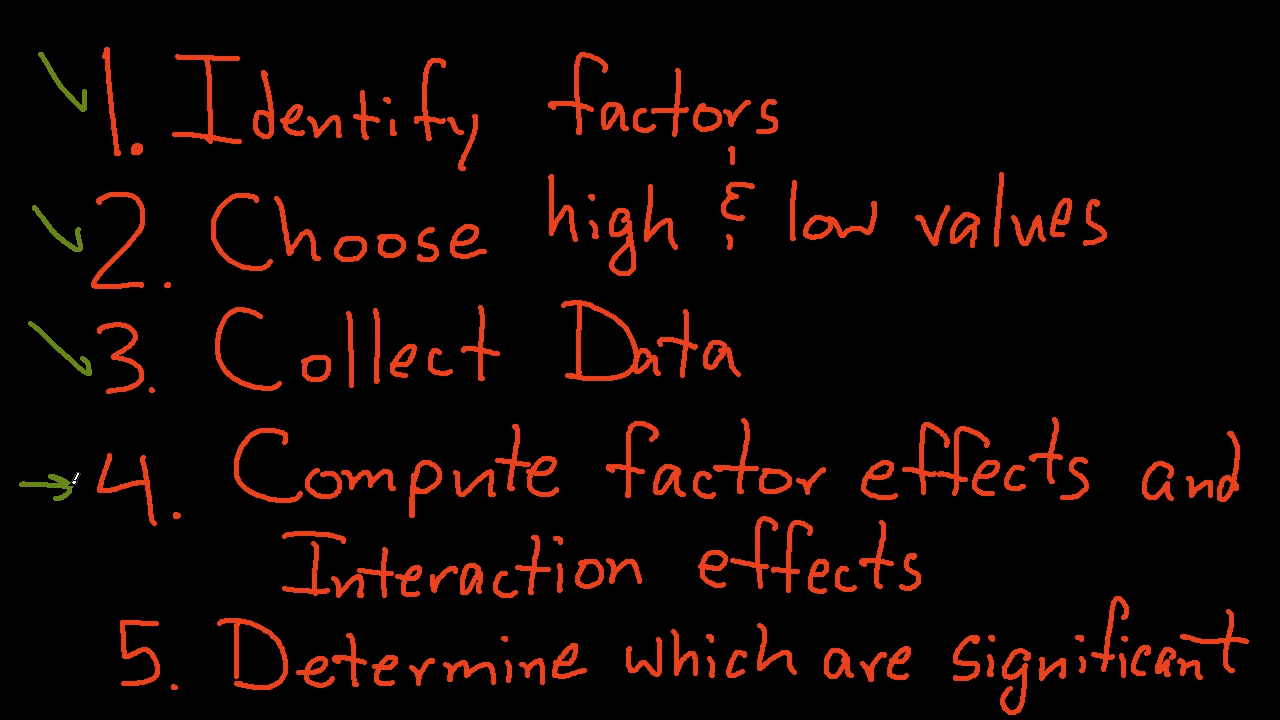 1. Identify factors
2. Choose high & low values
3. Collect Data
4. Compute factor effects and
Interaction effects
5. Determine which are significant